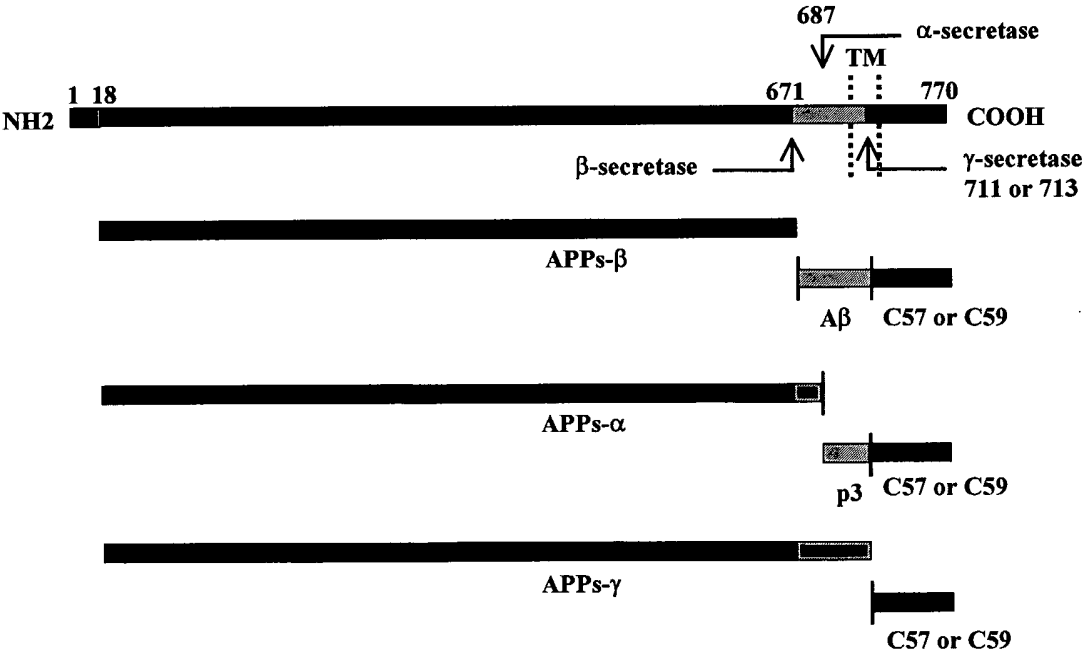 687
α-secretase
TM
1 18
671
770
NH2
COOH
β-secretase
γ-secretase
711 or 713
APPs-β
Aβ
C57 or C59
APPs-α
p3
C57 or C59
APPs-γ
C57 or C59